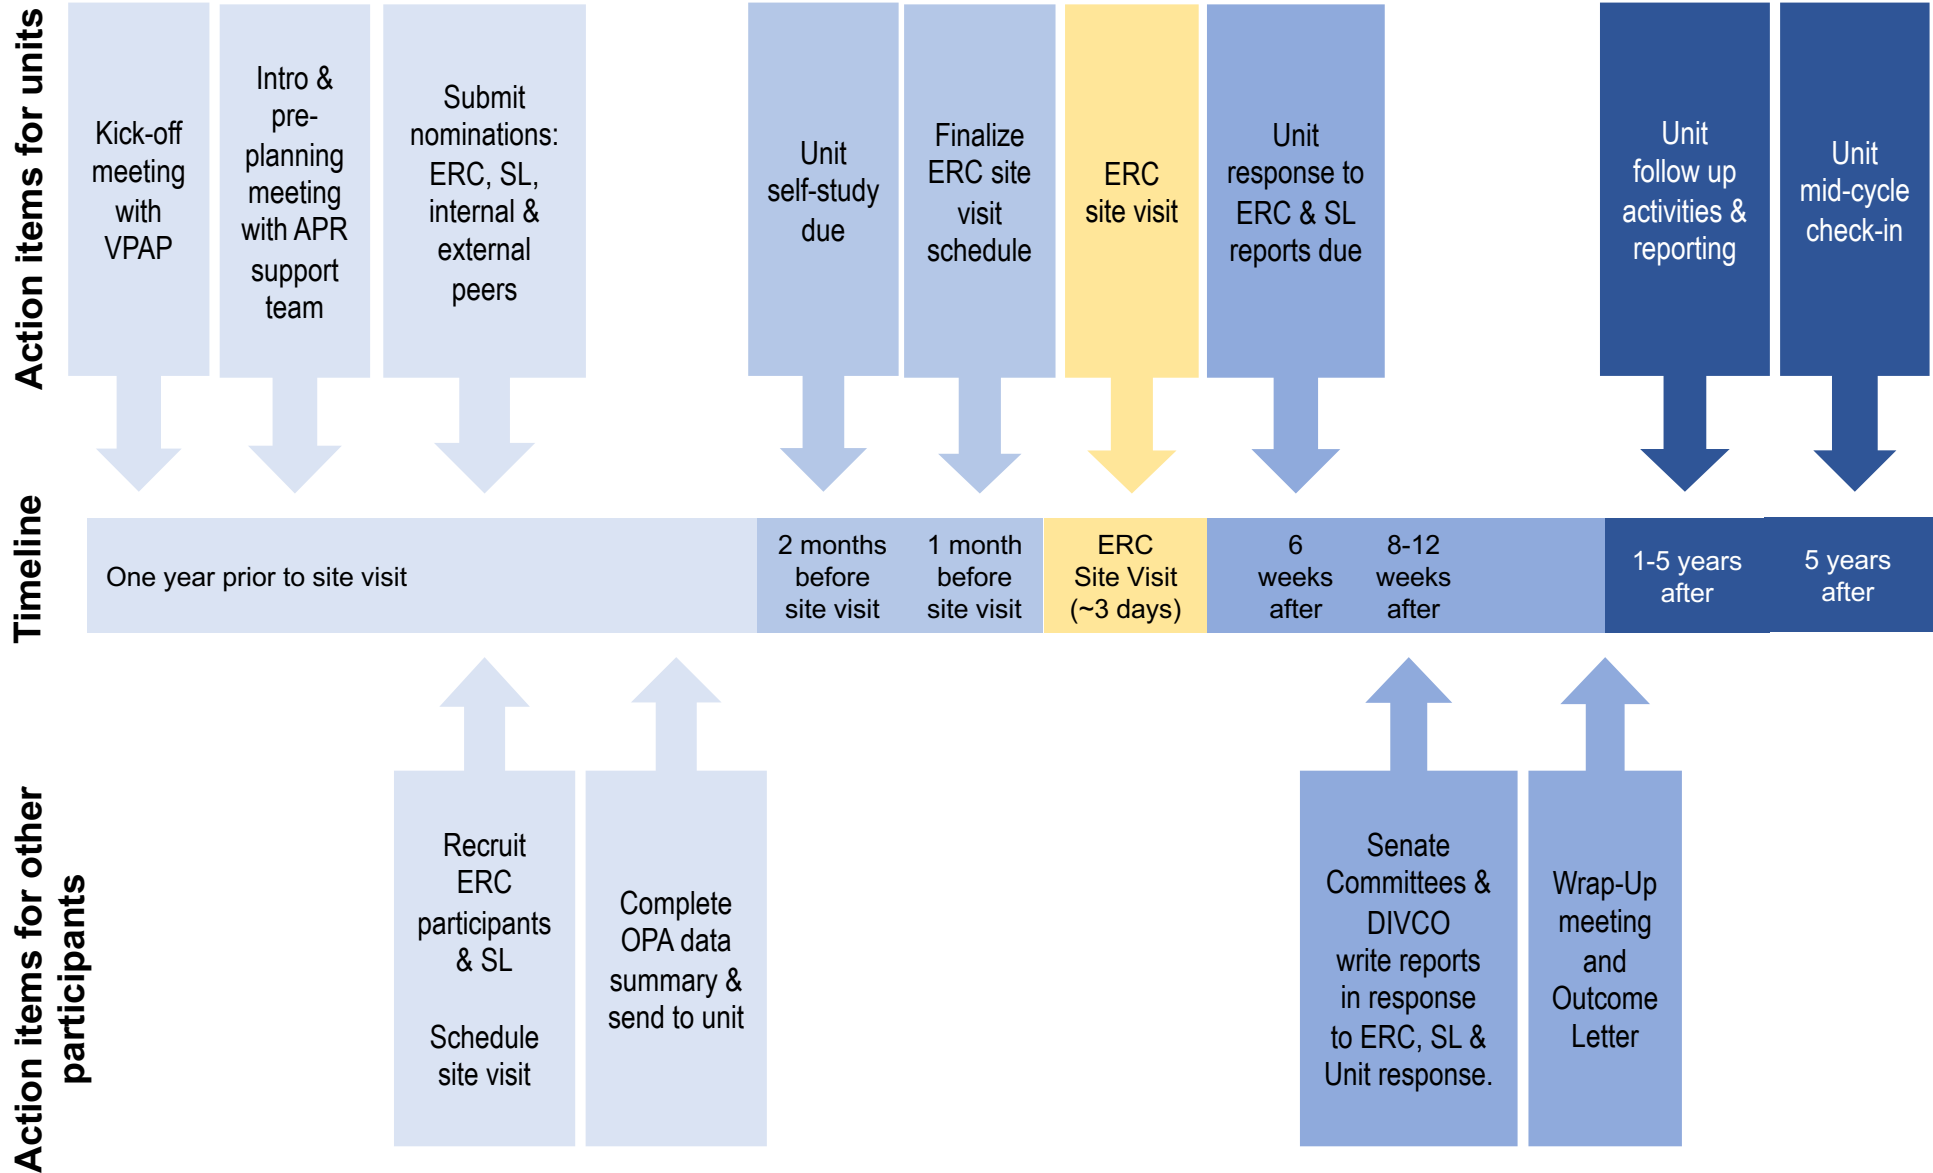 Action items for units
Kick-off
meeting
with
VPAP
Intro &
pre-
planning
meeting
with APR
support
team
Submit
nominations:
ERC, SL,
internal &
external
peers
Unit
self-study
due
Finalize
ERC site
visit
schedule
ERC
site visit
Unit
response to
ERC & SL
reports due
Unit
follow up
activities &
reporting
Unit
mid-cycle
check-in
Timeline
One year prior to site visit
2 months
before
site visit
1 month
before
site visit
ERC
Site Visit
(~3 days)
6
weeks
after
8-12
weeks
after
1-5 years
after
5 years
after
Action items for other
participants
Recruit
ERC
participants
& SL
Schedule
site visit
Complete
OPA data
summary &
send to unit
Senate
Committees &
DIVCO
write reports
in response
to ERC, SL &
Unit response.
Wrap-Up
meeting
and
Outcome
Letter